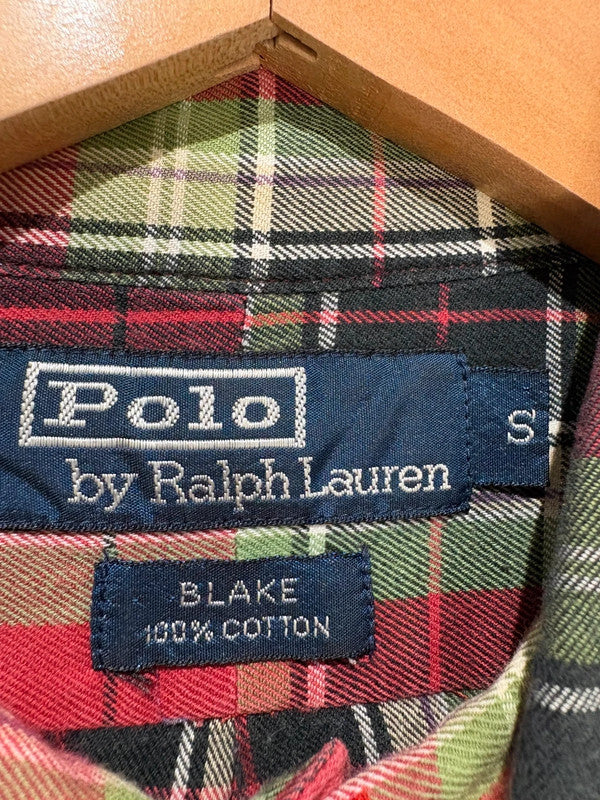 Polo
by Ralph Lauren
S
BLAKE
100% COTTON